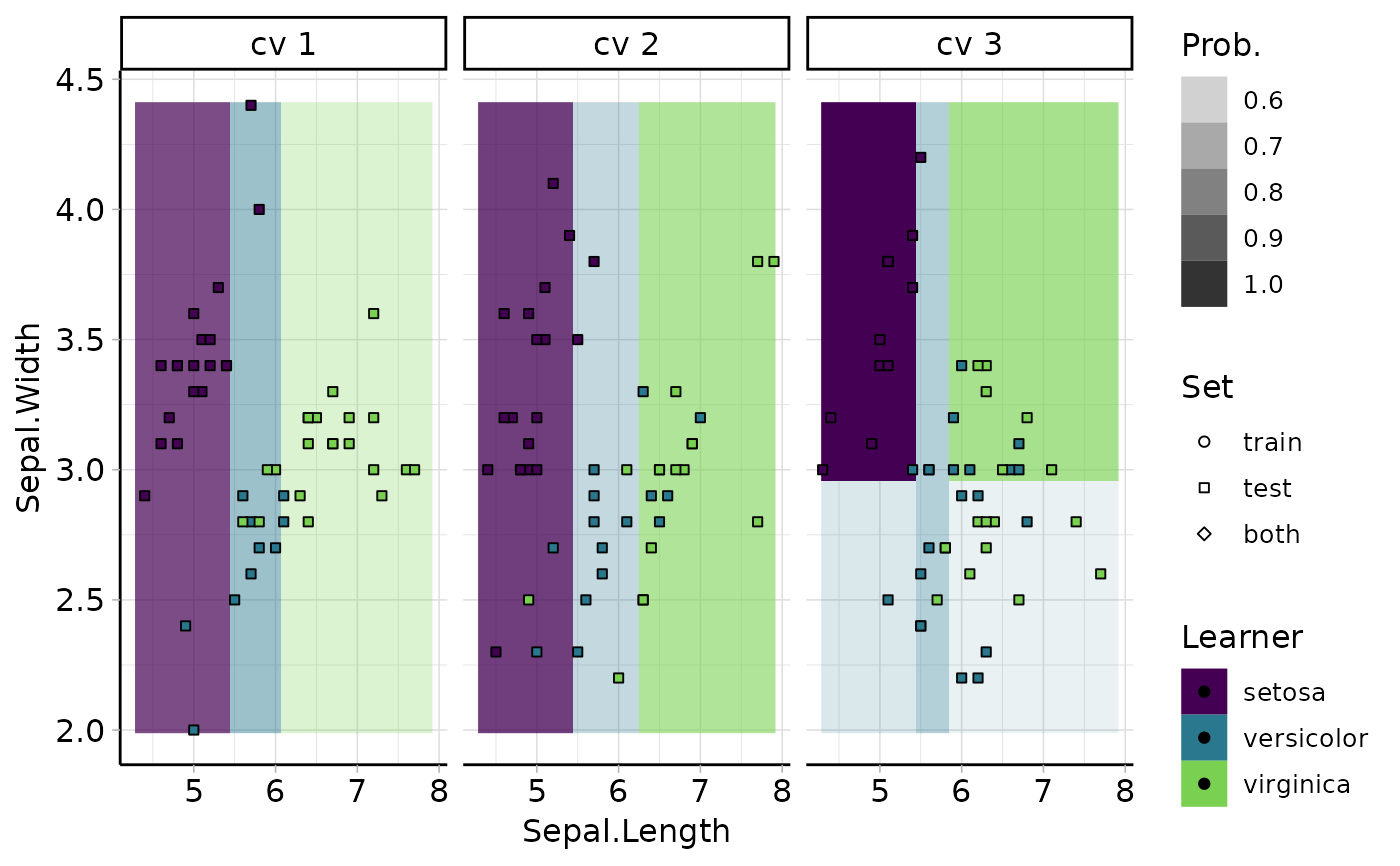 cv 1
cv 2
cv 3
4.5
4.0
3.5
3.0
2.5
2.0
Sepal.Width
5 6 7 8
5 6 7 8
5 6 7 8
Sepal.Length
Prob.
0.6
0.7
0.8
0.9
1.0
Set
train
test
both
Learner
setosa
versicolor
virginica